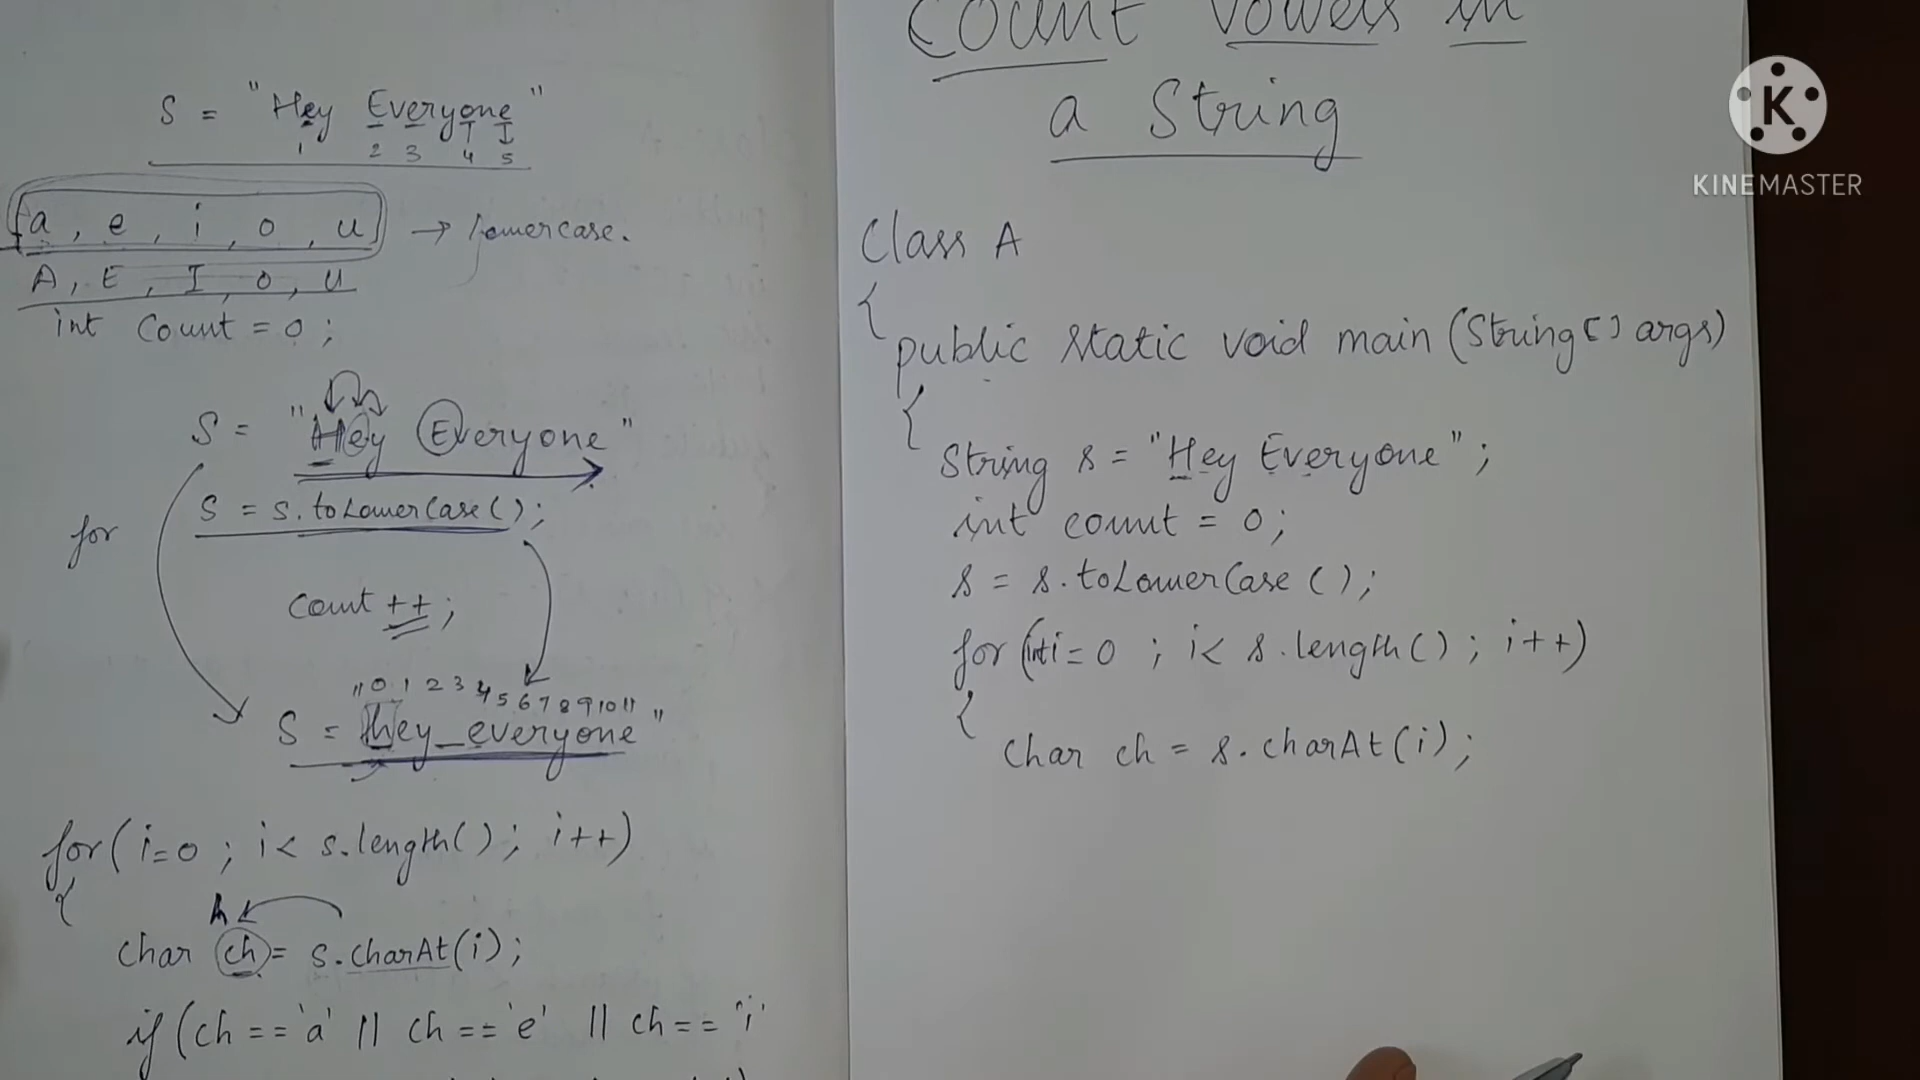 S = "Hey Everyone"
1 2 3 4 5
a, e, i, o, u → lowercase.
A, E, I, O, U
int Count = 0;
S = "Hey Everyone"
S = s.toLowerCase();
for
Count ++;
"0 1 2 3 4 5 6 7 8 9 10 11
S = hey_everyone"
for(i=0; i< s.length(); i++)
{
h
char ch = s.charAt(i);
if (ch == 'a' || ch == 'e' || ch == 'i'
Count Vowels in
a String
Class A
{
public static void main (String[] args)
{
String s = "Hey Everyone";
int count = 0;
s = s.toLowerCase();
for (int i = 0; i< s.length(); i++)
{
Char ch = s.charAt(i);
K
KINEMASTER